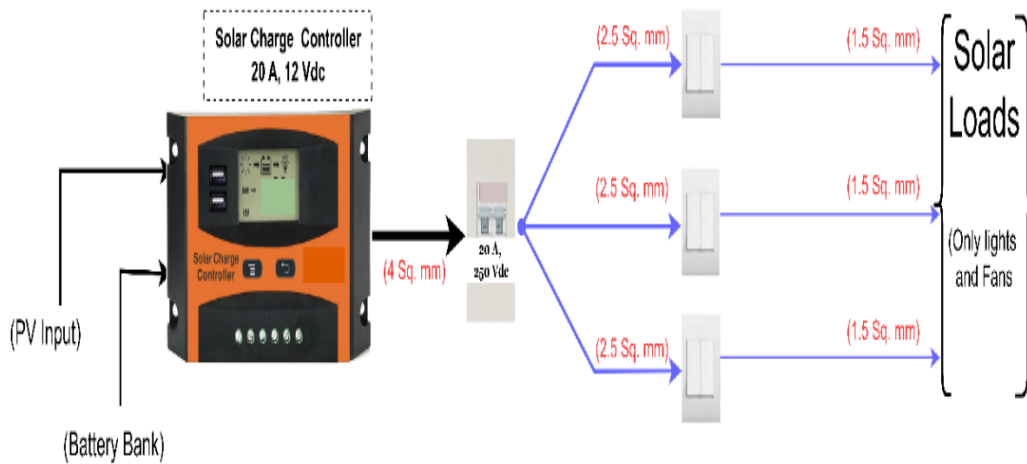 Solar Charge Controller
20 A, 12 Vdc
Solar Charge
Controller
(PV Input)
(Battery Bank)
(4 Sq. mm)
20 A,
250 Vdc
(2.5 Sq. mm)
(1.5 Sq. mm)
(2.5 Sq. mm)
(1.5 Sq. mm)
(2.5 Sq. mm)
(1.5 Sq. mm)
Solar
Loads
(Only lights
and Fans